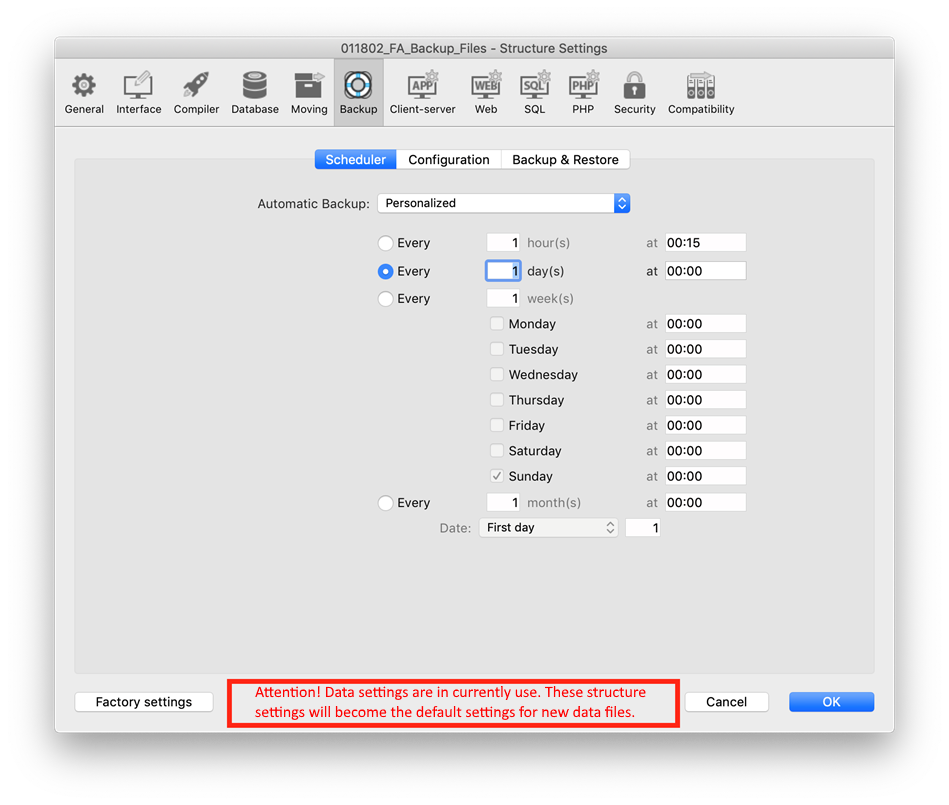 011802_FA_Backup_Files - Structure Settings
General Interface Compiler Database Moving Backup Client-server Web SQL PHP Security Compatibility
APP WEB SQL PHP
Scheduler Configuration Backup & Restore
Automatic Backup: Personalized
Every 1 hour(s) at 00:15
Every 1 day(s) at 00:00
Every 1 week(s)
Monday at 00:00
Tuesday at 00:00
Wednesday at 00:00
Thursday at 00:00
Friday at 00:00
Saturday at 00:00
Sunday at 00:00
Every 1 month(s) at 00:00
Date: First day 1
Factory settings
Attention! Data settings are in currently use. These structure
settings will become the default settings for new data files.
Cancel OK